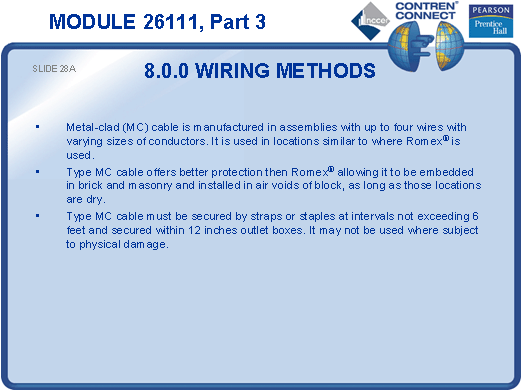 MODULE 26111, Part 3
nccer
CONTREN®
CONNECT
PEARSON
Prentice
Hall
SLIDE 28A
8.0.0 WIRING METHODS
• Metal-clad (MC) cable is manufactured in assemblies with up to four wires with
varying sizes of conductors. It is used in locations similar to where Romex® is
used.
• Type MC cable offers better protection then Romex® allowing it to be embedded
in brick and masonry and installed in air voids of block, as long as those locations
are dry.
• Type MC cable must be secured by straps or staples at intervals not exceeding 6
feet and secured within 12 inches outlet boxes. It may not be used where subject
to physical damage.